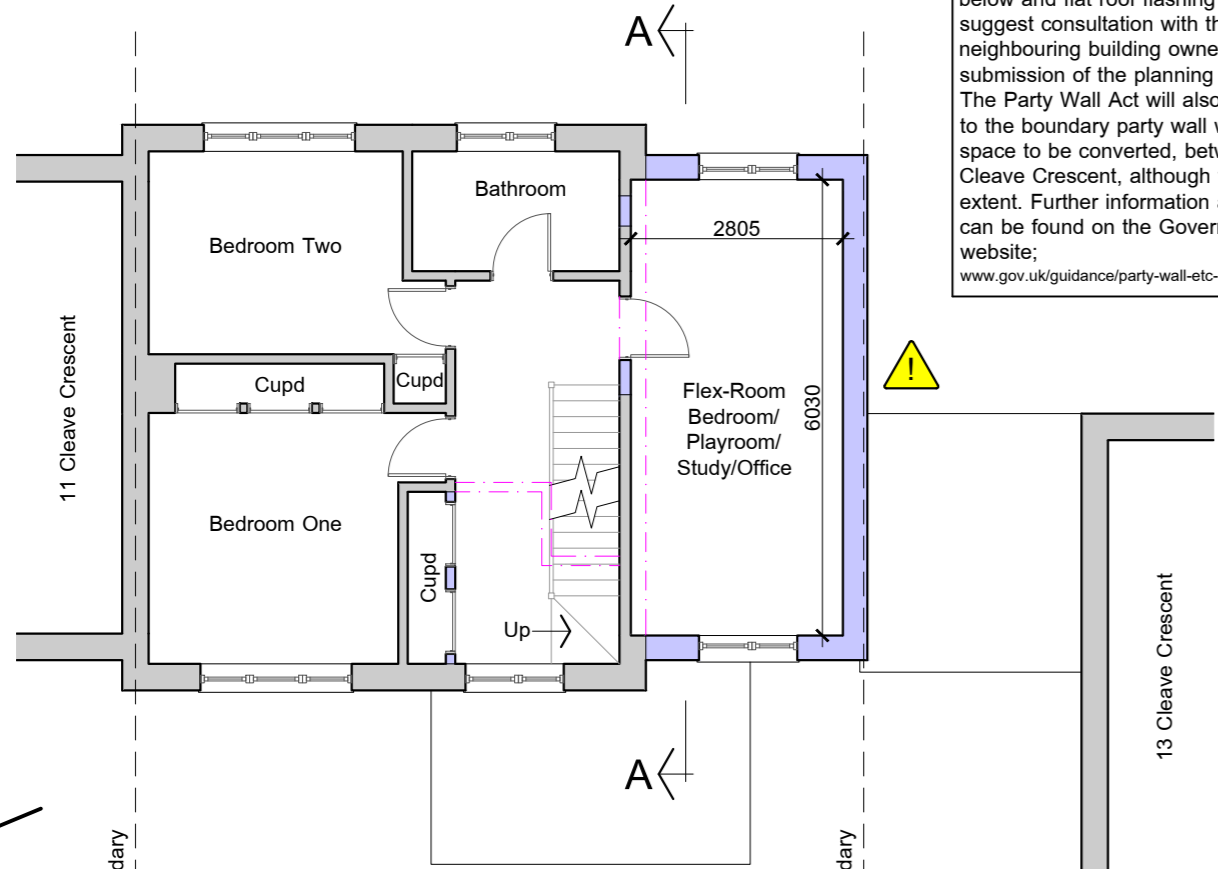 A
below and flat roof flashing
suggest consultation with th
neighbouring building owne
submission of the planning
The Party Wall Act will also
to the boundary party wall w
space to be converted, betw
Cleave Crescent, although
extent. Further information a
can be found on the Govern
website;
www.gov.uk/guidance/party-wall-etc-
Bathroom
Bedroom Two
2805
11 Cleave Crescent
Cupd
Cupd
!
Flex-Room
Bedroom/
Playroom/
Study/Office
6030
Bedroom One
Cupd
Up
13 Cleave Crescent
A
dary
dary